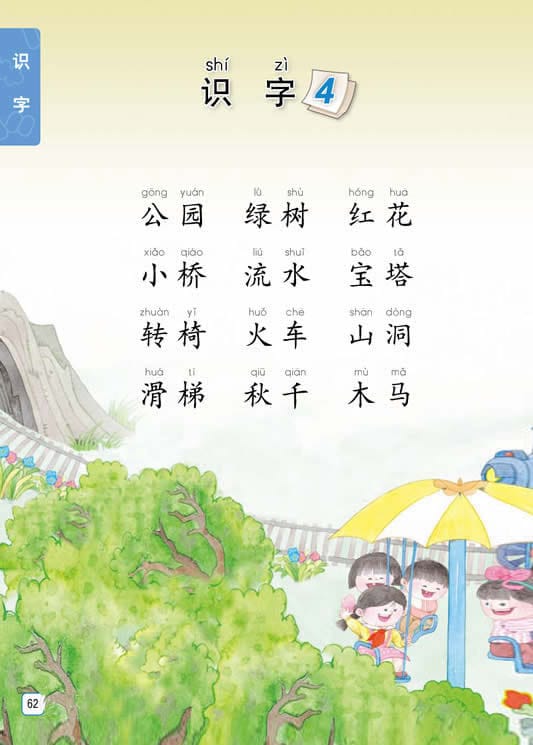 识
字
shí zì
识 字 4
gōng yuán lǜ shù hóng huā
公园 绿树 红花
xiǎo qiáo liú shuǐ bǎo tǎ
小桥 流水 宝塔
zhuàn yǐ huǒ chē shān dòng
转椅 火车 山洞
huá tī qiū qiān mù mǎ
滑梯 秋千 木马
62